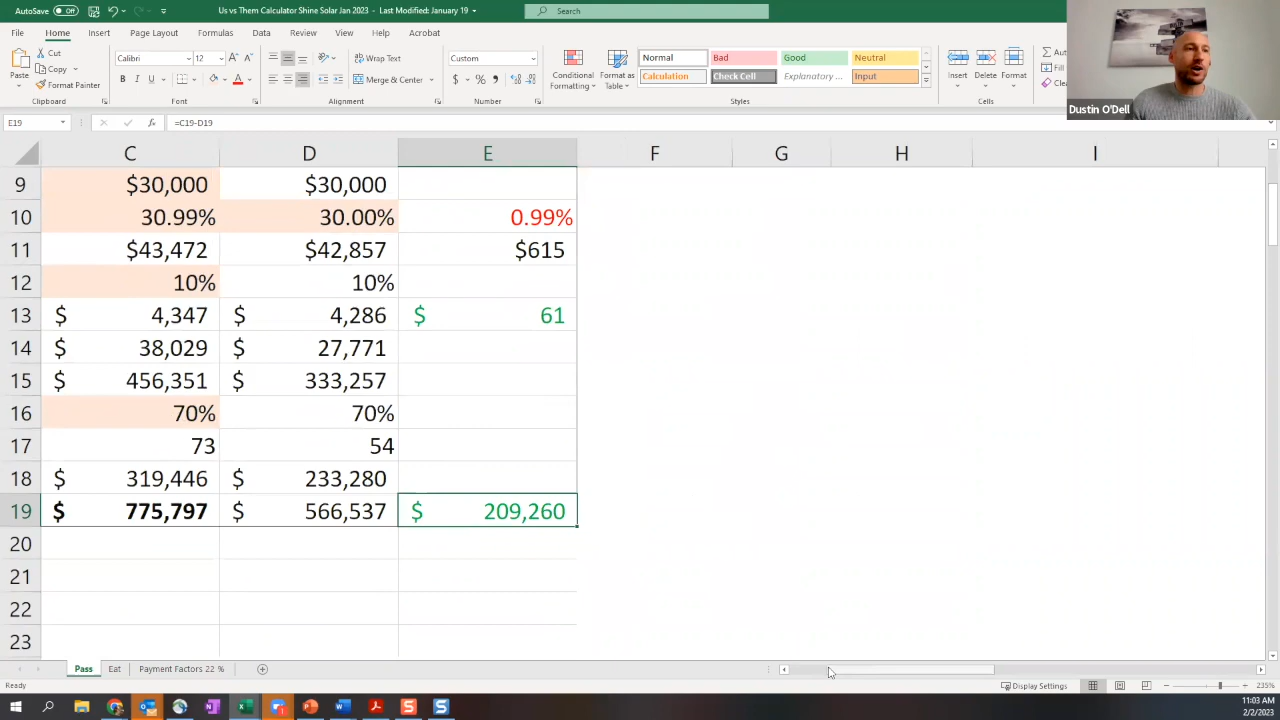 AutoSave Off Us vs Them Calculator Shine Solar Jan 2023 - Last Modified: January 19 Search
File Home Insert Page Layout Formulas Data Review View Help Acrobat
Paste Cut Copy Format Painter Clipboard
Calibri 12 B I U Font
Wrap Text Merge & Center Alignment
Custom $ % Number
Conditional Formatting Format as Table
Normal Bad Good Neutral
Calculation Check Cell Explanatory ... Input
Styles
Insert Delete Format Cells
Dustin O'Dell
E19 fx =C19-D19
C D E F G H I
9 $30,000 $30,000
10 30.99% 30.00% 0.99%
11 $43,472 $42,857 $615
12 10% 10%
13 $ 4,347 $ 4,286 $ 61
14 $ 38,029 $ 27,771
15 $ 456,351 $ 333,257
16 70% 70%
17 73 54
18 $ 319,446 $ 233,280
19 $ 775,797 $ 566,537 $ 209,260
20
21
22
23
Pass Eat Payment Factors 22 %
Ready Display Settings 235%
11:03 AM
2/2/2023